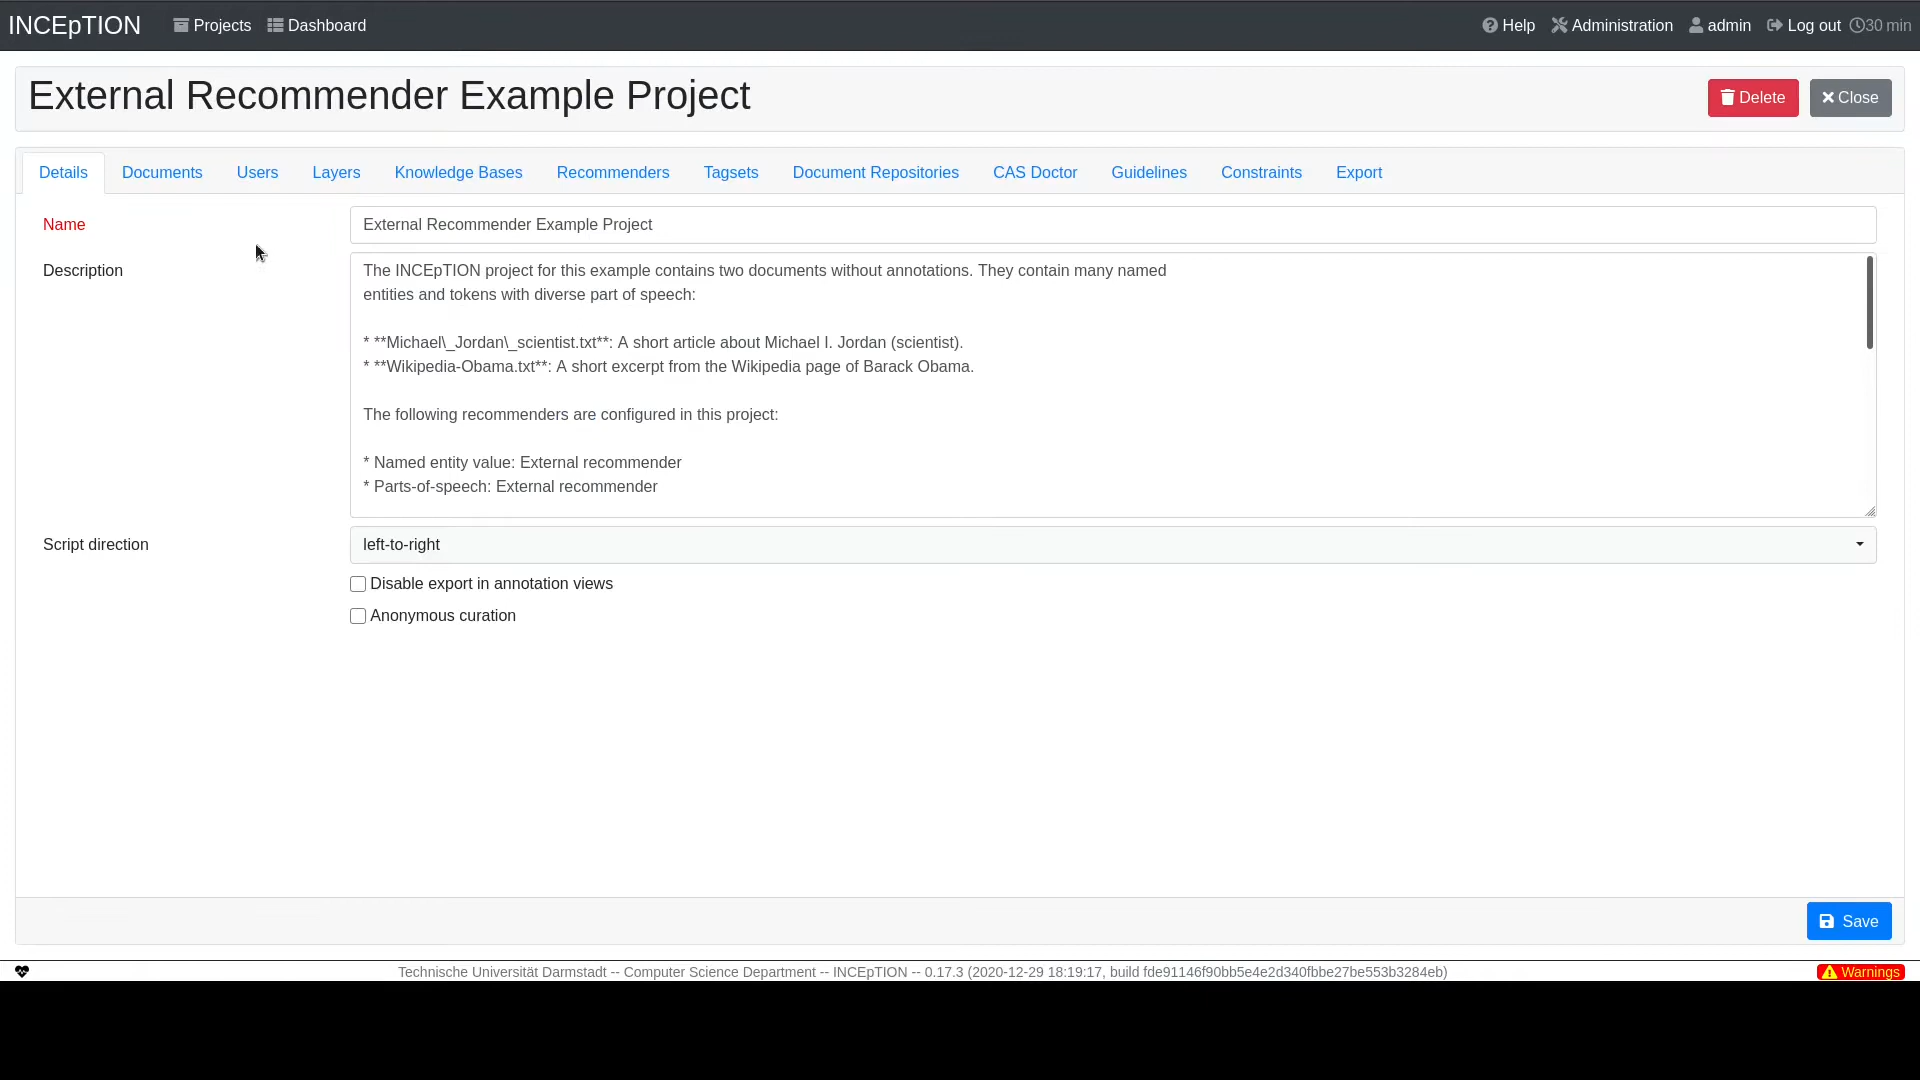 INCEpTION Projects Dashboard Help Administration admin Log out 30 min
External Recommender Example Project Delete Close
Details Documents Users Layers Knowledge Bases Recommenders Tagsets Document Repositories CAS Doctor Guidelines Constraints Export
Name External Recommender Example Project
Description
The INCEpTION project for this example contains two documents without annotations. They contain many named
entities and tokens with diverse part of speech:
* **Michael\_Jordan\_scientist.txt**: A short article about Michael I. Jordan (scientist).
* **Wikipedia-Obama.txt**: A short excerpt from the Wikipedia page of Barack Obama.
The following recommenders are configured in this project:
* Named entity value: External recommender
* Parts-of-speech: External recommender
Script direction left-to-right
Disable export in annotation views
Anonymous curation
Save
Technische Universität Darmstadt -- Computer Science Department -- INCEpTION -- 0.17.3 (2020-12-29 18:19:17, build fde91146f90bb5e4e2d340fbbe27be553b3284eb) Warnings